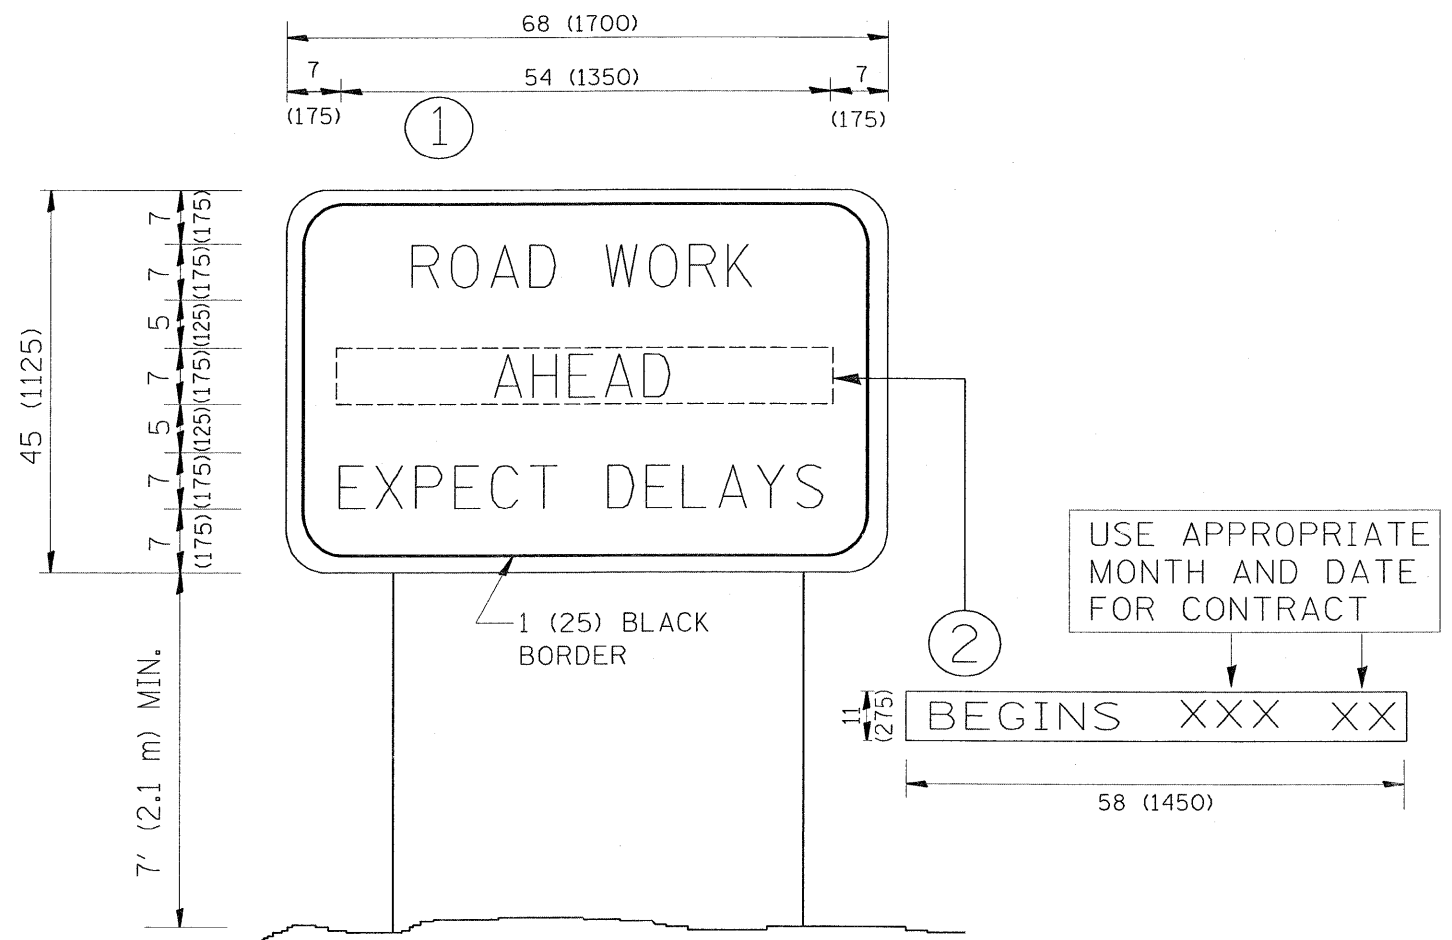 68 (1700)
7
54 (1350)
7
(175)
(175)
1
45 (1125)
7
(175)
7
(175)
5
(125)
7
(175)
5
(125)
7
(175)
7
(175)
ROAD WORK
AHEAD
EXPECT DELAYS
1 (25) BLACK
BORDER
7' (2.1 m) MIN.
2
USE APPROPRIATE
MONTH AND DATE
FOR CONTRACT
11
(275)
BEGINS XXX XX
58 (1450)